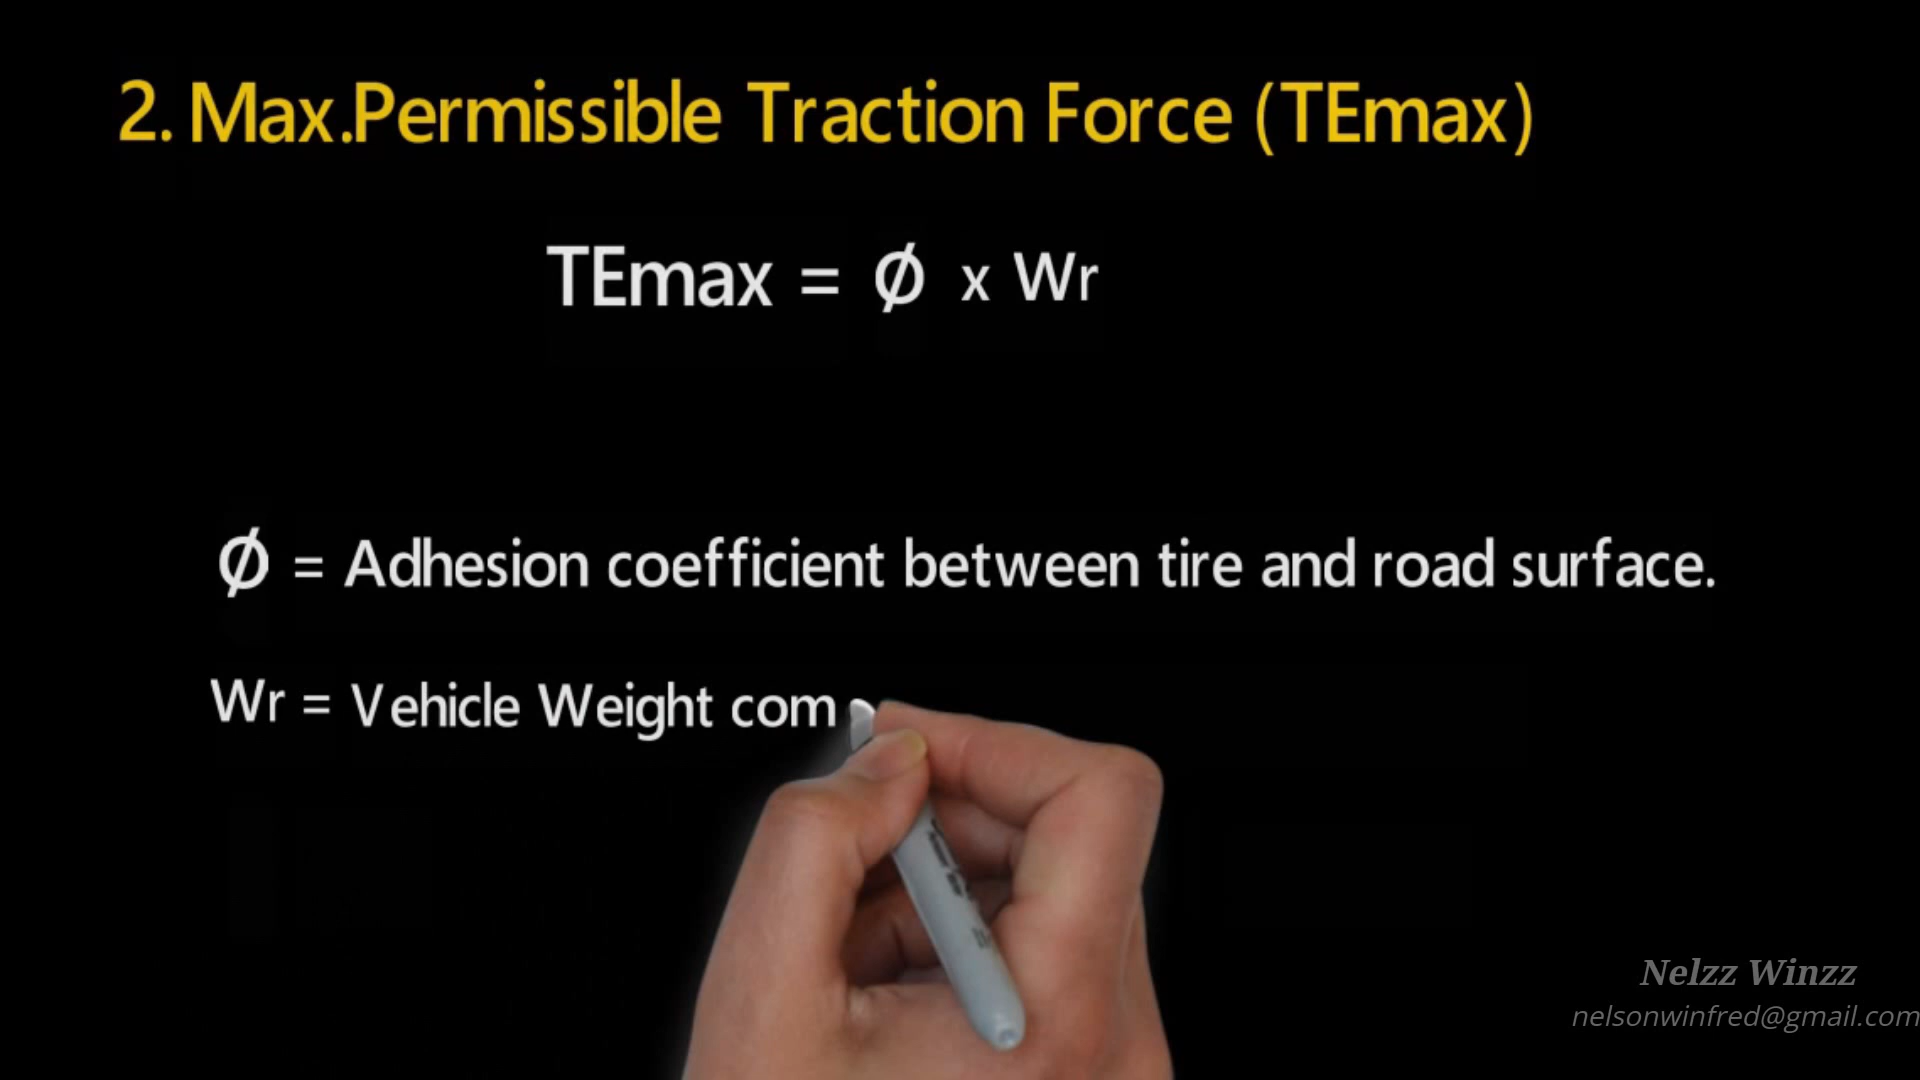 2. Max.Permissible Traction Force (TEmax)
TEmax = Ø x Wr
Ø = Adhesion coefficient between tire and road surface.
Wr = Vehicle Weight com
Nelzz Winzz
nelsonwinfred@gmail.com